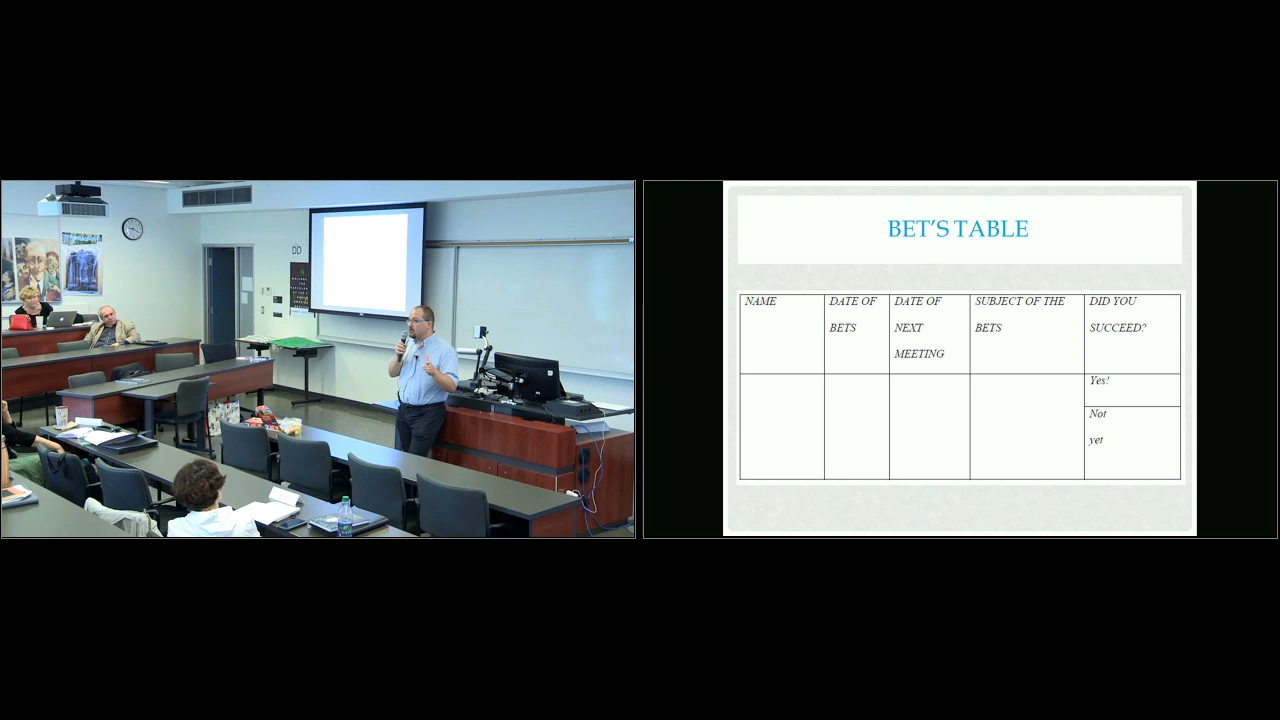 DD
BET'S TABLE
NAME
DATE OF
BETS
DATE OF
NEXT
MEETING
SUBJECT OF THE
BETS
DID YOU
SUCCEED?
Yes!
Not
yet